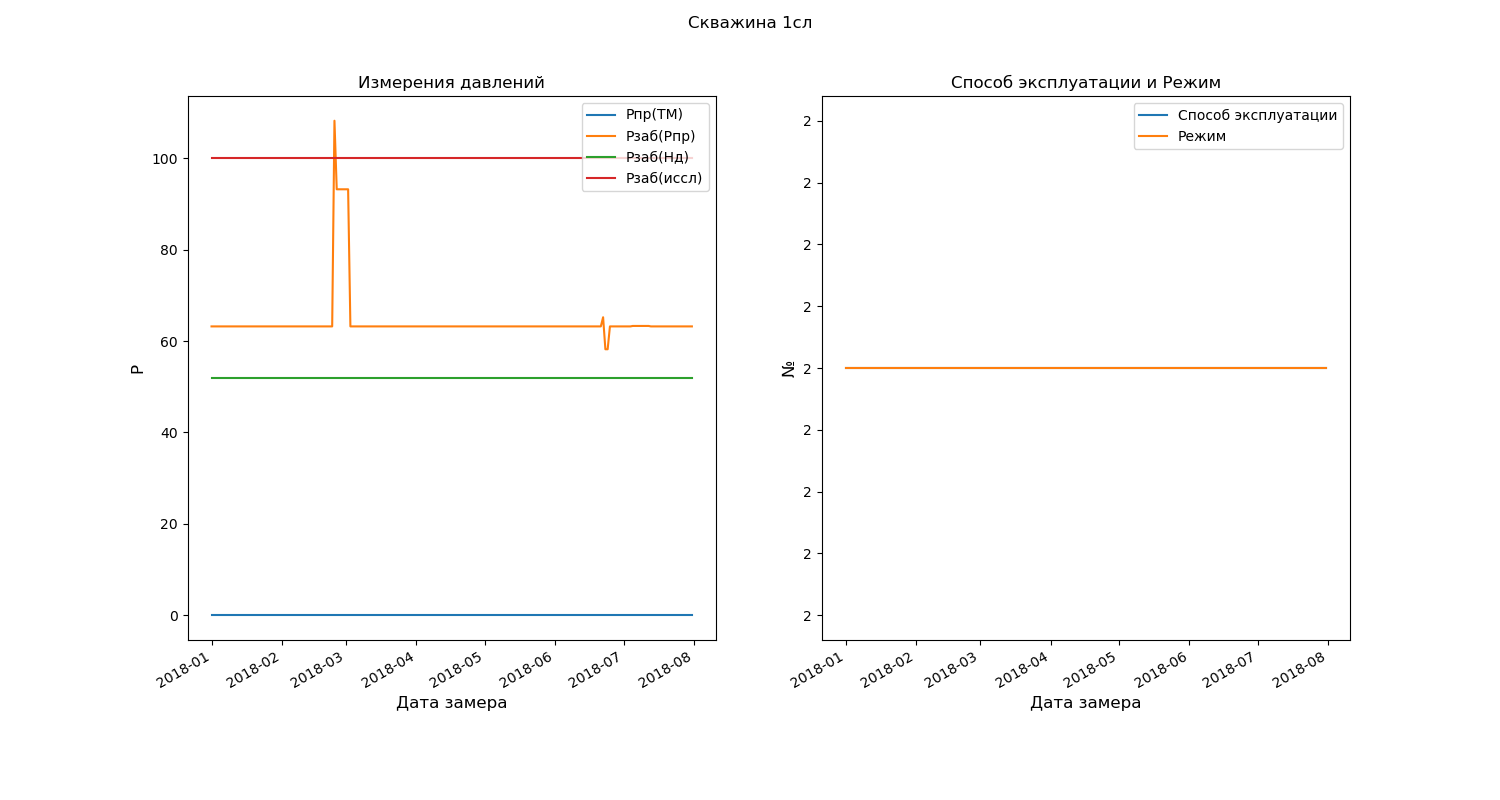 Скважина 1сл
Измерения давлений
Рпр(ТМ)
Рзаб(Рпр)
Рзаб(Нд)
Рзаб(иссл)
100
80
60
40
20
0
Р
2018-01
2018-02
2018-03
2018-04
2018-05
2018-06
2018-07
2018-08
Дата замера
Способ эксплуатации и Режим
Способ эксплуатации
Режим
2
2
2
2
2
2
2
2
2
№
2018-01
2018-02
2018-03
2018-04
2018-05
2018-06
2018-07
2018-08
Дата замера